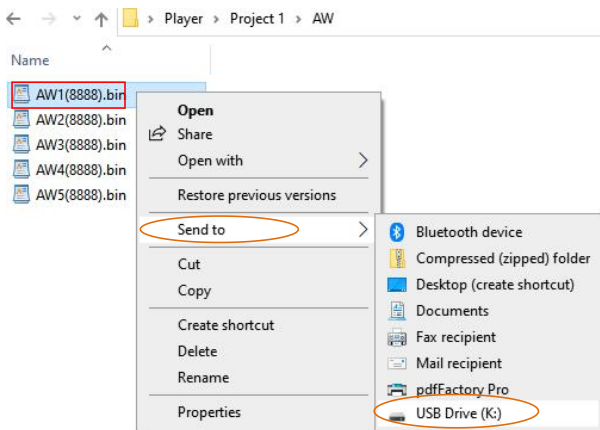 Player > Project 1 > AW
Name
AW1(8888).bin
AW2(8888).bin
AW3(8888).bin
AW4(8888).bin
AW5(8888).bin
Open
Share
Open with
Restore previous versions
Send to
Cut
Copy
Create shortcut
Delete
Rename
Properties
Bluetooth device
Compressed (zipped) folder
Desktop (create shortcut)
Documents
Fax recipient
Mail recipient
pdfFactory Pro
USB Drive (K:)